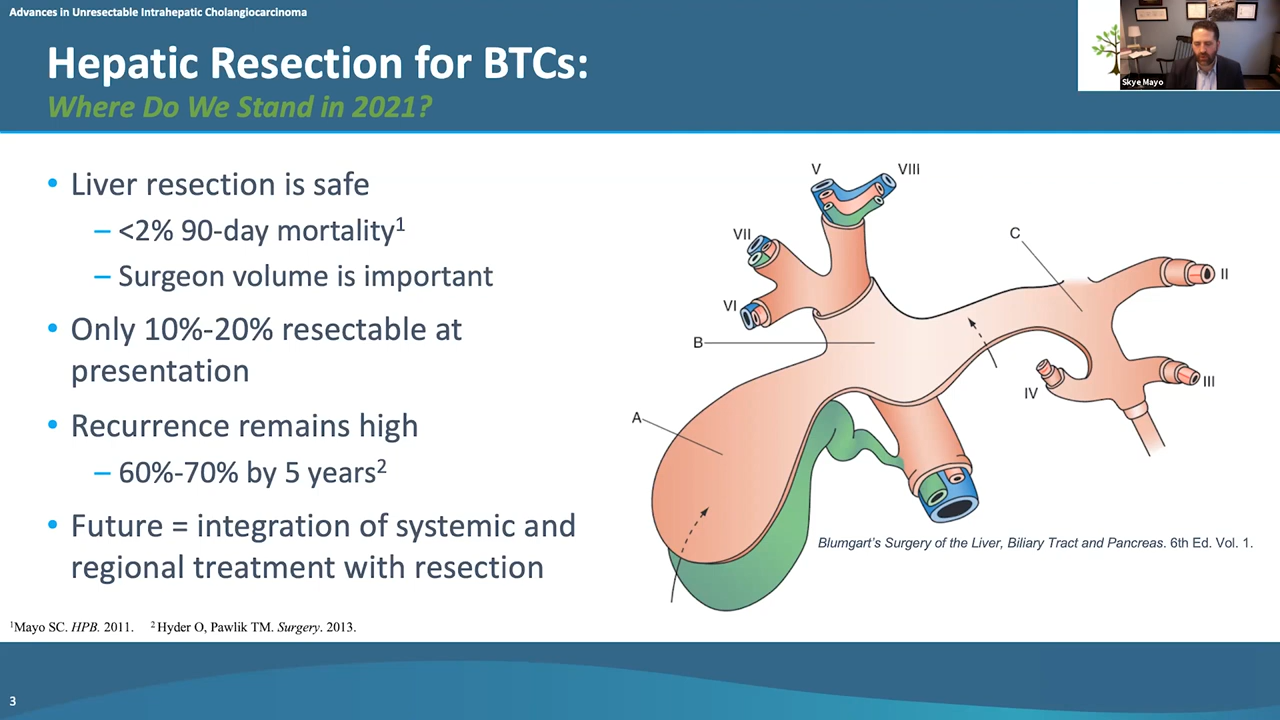 Advances in Unresectable Intrahepatic Cholangiocarcinoma
Hepatic Resection for BTCs:
Where Do We Stand in 2021?
Skye Mayo
• Liver resection is safe
– <2% 90-day mortality1
– Surgeon volume is important
• Only 10%-20% resectable at
presentation
• Recurrence remains high
– 60%-70% by 5 years2
• Future = integration of systemic and
regional treatment with resection
V
VIII
VII
C
II
VI
B
III
IV
A
Blumgart's Surgery of the Liver, Biliary Tract and Pancreas. 6th Ed. Vol. 1.
1Mayo SC. HPB. 2011. 2Hyder O, Pawlik TM. Surgery. 2013.
3